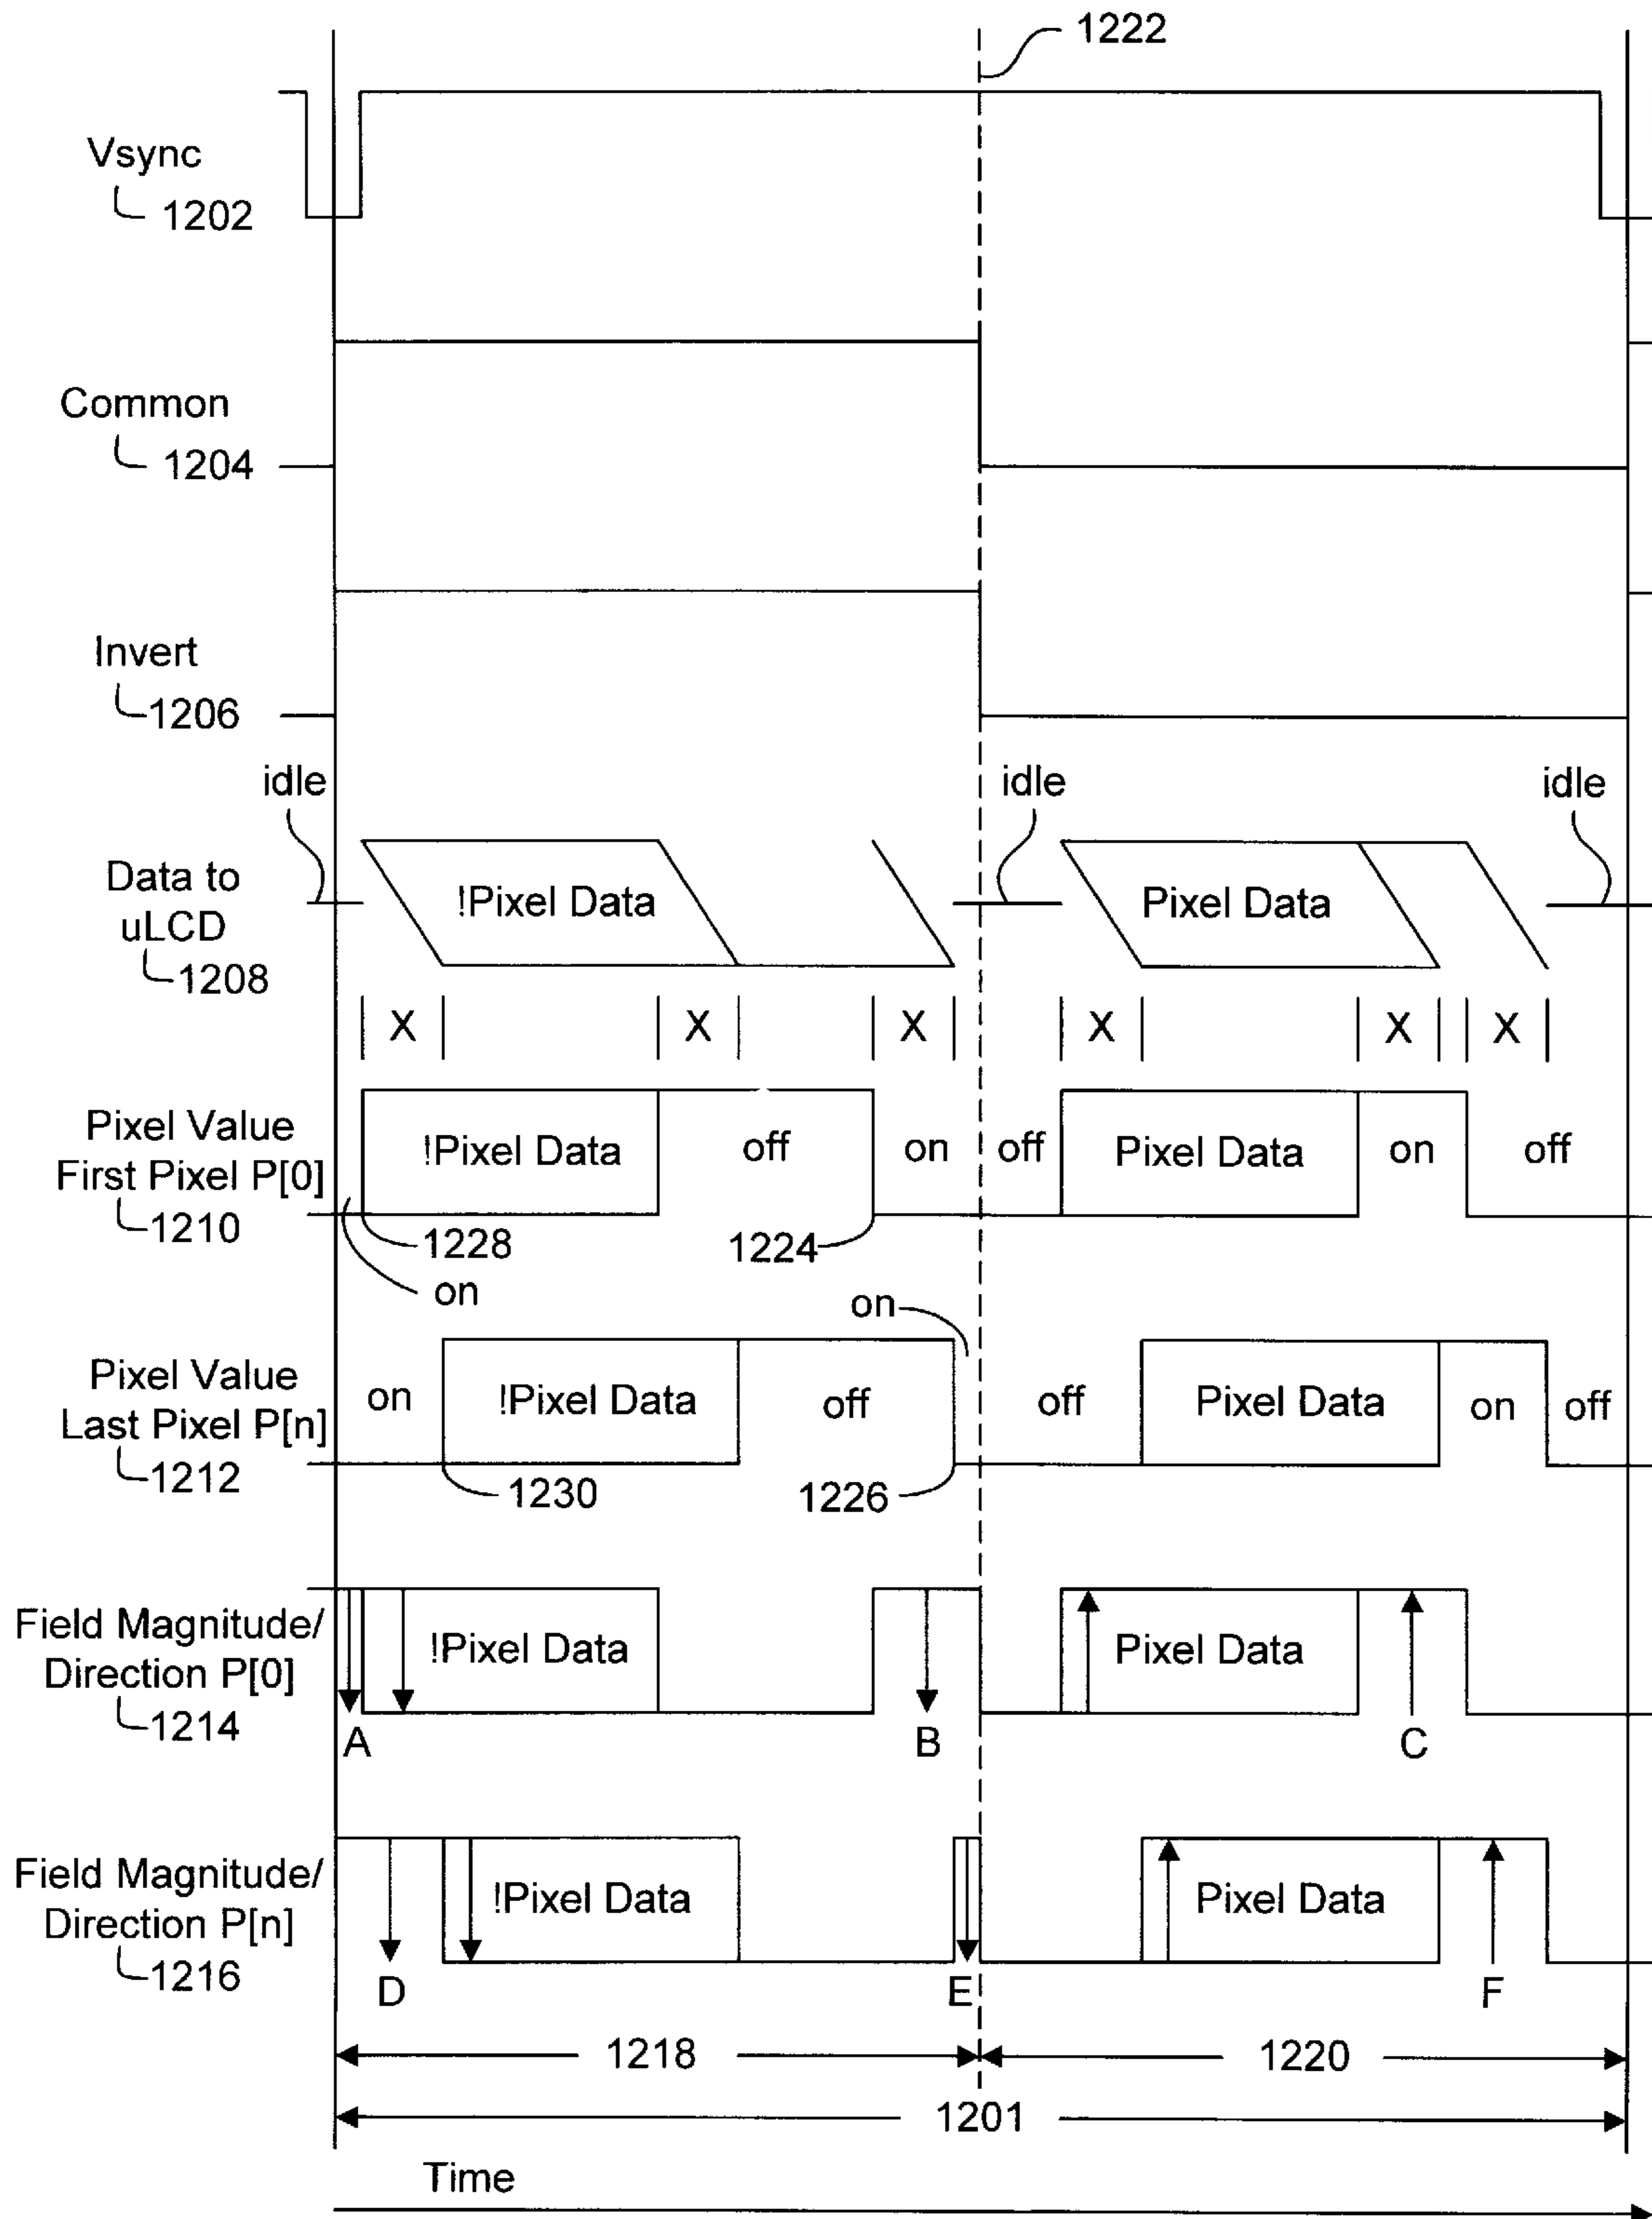 1222
Vsync
1202
Common
1204
Invert
1206
idle
idle
idle
Data to
uLCD
1208
!Pixel Data
Pixel Data
X
X
X
X
X
X
Pixel Value
First Pixel P[0]
1210
!Pixel Data
off
on
off
Pixel Data
on
off
1228
1224
on
on
Pixel Value
Last Pixel P[n]
1212
on
!Pixel Data
off
off
Pixel Data
on
off
1230
1226
Field Magnitude/
Direction P[0]
1214
!Pixel Data
Pixel Data
A
B
C
Field Magnitude/
Direction P[n]
1216
!Pixel Data
Pixel Data
D
E
F
1218
1220
1201
Time